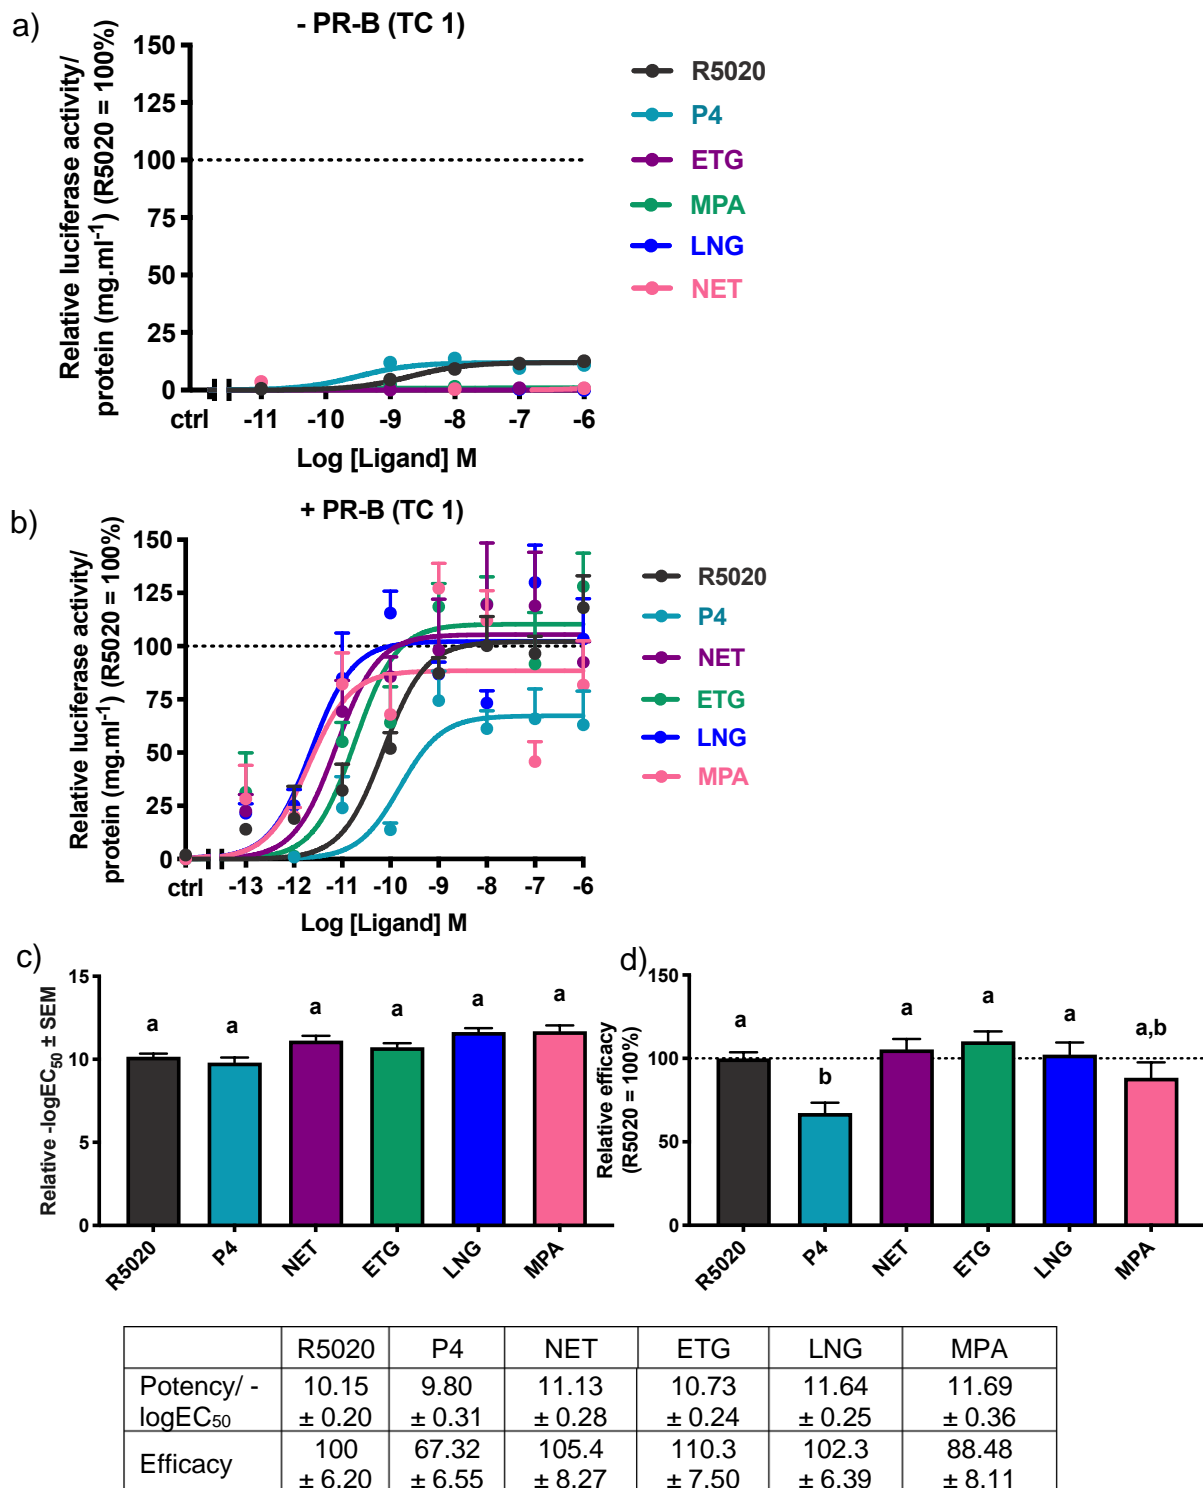 a)
- PR-B (TC 1)
Relative luciferase activity/
protein (mg.ml-1) (R5020 = 100%)
150
125
100
75
50
25
0
ctrl -11 -10 -9 -8 -7 -6
Log [Ligand] M
R5020
P4
ETG
MPA
LNG
NET
b)
+ PR-B (TC 1)
Relative luciferase activity/
protein (mg.ml-1) (R5020 = 100%)
150
125
100
75
50
25
0
ctrl -13 -12 -11 -10 -9 -8 -7 -6
Log [Ligand] M
R5020
P4
NET
ETG
LNG
MPA
c)
Relative -logEC50 ± SEM
15
10
5
0
a a a a a a
R5020 P4 NET ETG LNG MPA
d)
Relative efficacy
(R5020 = 100%)
150
100
50
0
a b a a a a,b
R5020 P4 NET ETG LNG MPA
R5020 P4 NET ETG LNG MPA
Potency/ - 10.15 9.80 11.13 10.73 11.64 11.69
logEC50 ± 0.20 ± 0.31 ± 0.28 ± 0.24 ± 0.25 ± 0.36
Efficacy 100 67.32 105.4 110.3 102.3 88.48
± 6.20 ± 6.55 ± 8.27 ± 7.50 ± 6.39 ± 8.11